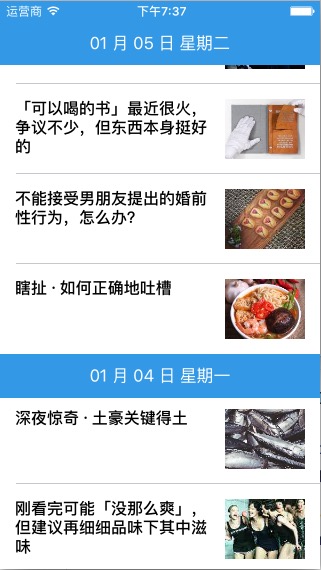 运营商 下午7:37
01 月 05 日 星期二
「可以喝的书」最近很火，
争议不少，但东西本身挺好
的
不能接受男朋友提出的婚前
性行为，怎么办？
瞎扯 · 如何正确地吐槽
01 月 04 日 星期一
深夜惊奇 · 土豪关键得土
刚看完可能「没那么爽」，
但建议再细细品味下其中滋
味